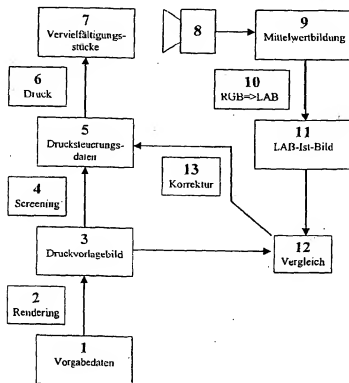 7
Vervielfältigungs-
stücke
8
9
Mittelwertbildung
6
Druck
10
RGB=>LAB
5
Drucksteuerungs-
daten
11
LAB-Ist-Bild
13
Korrektur
4
Screening
3
Druckvorlagebild
12
Vergleich
2
Rendering
1
Vorgabedaten